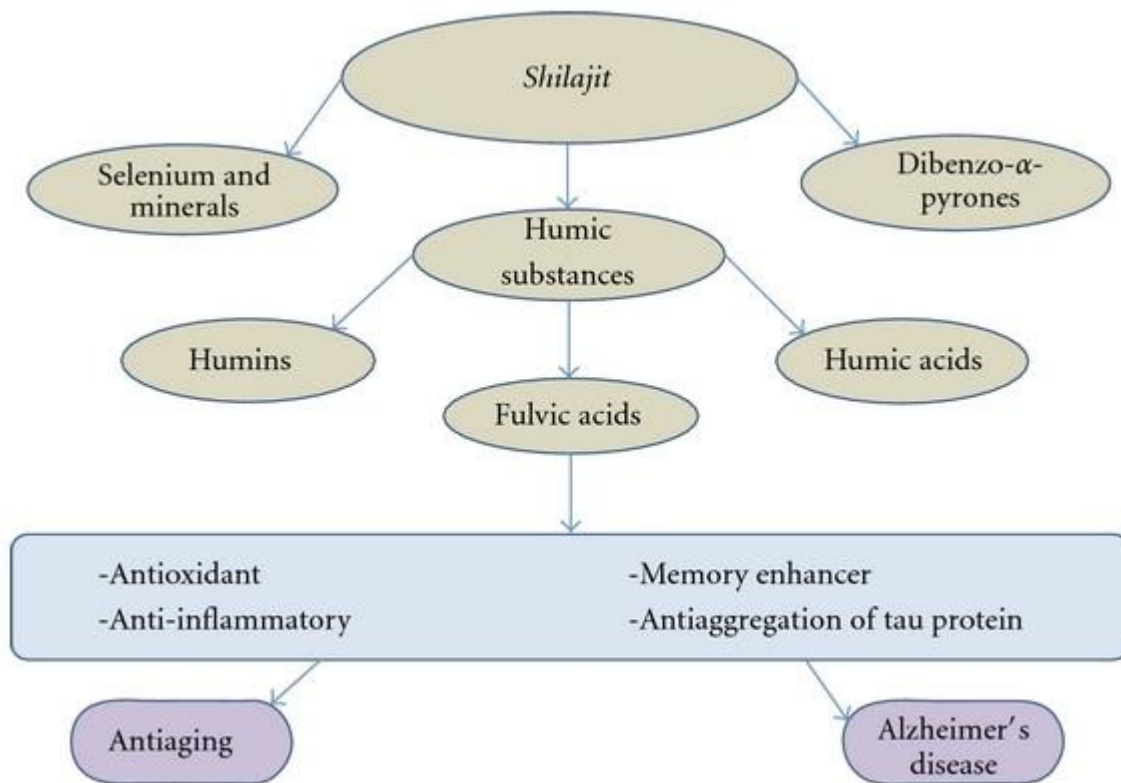 Shilajit
Selenium and
minerals
Dibenzo-α-
pyrones
Humic
substances
Humins
Humic acids
Fulvic acids
-Antioxidant
-Memory enhancer
-Anti-inflammatory
-Antiaggregation of tau protein
Antiaging
Alzheimer's
disease